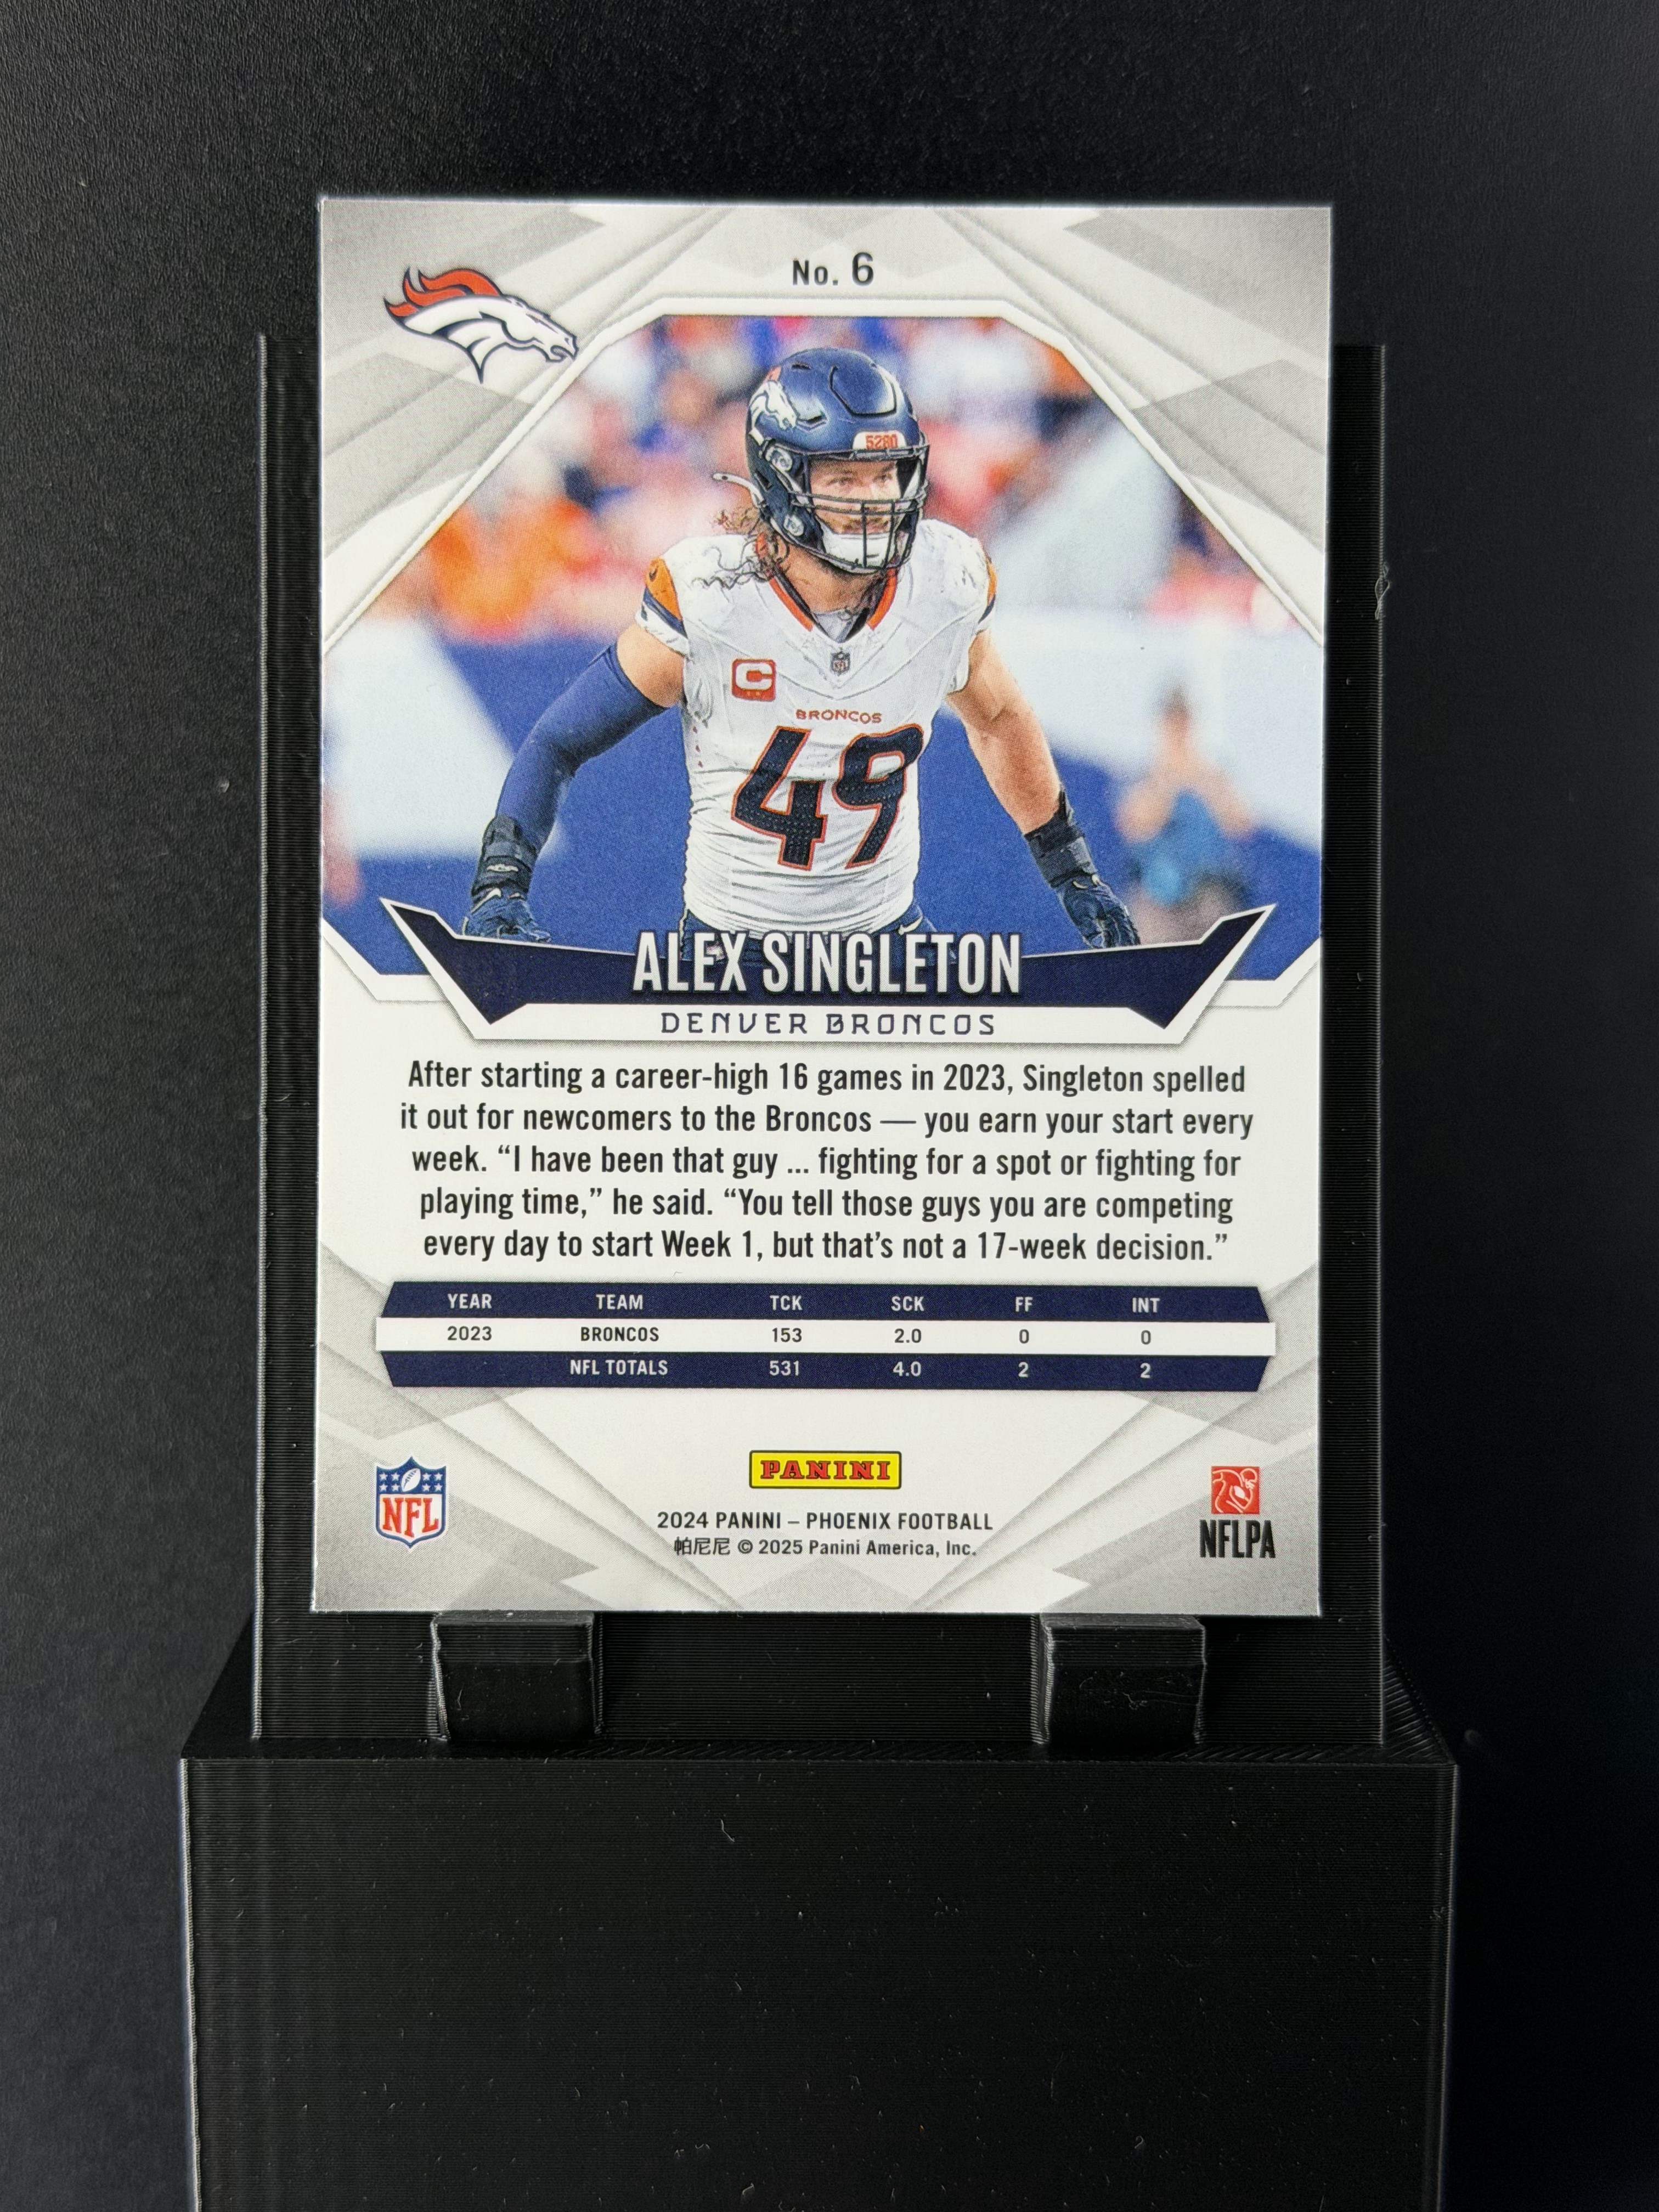 No. 6
5280
C
NFL
BRONCOS
49
ALEX SINGLETON
DENVER BRONCOS
After starting a career-high 16 games in 2023, Singleton spelled
it out for newcomers to the Broncos — you earn your start every
week. “I have been that guy ... fighting for a spot or fighting for
playing time,” he said. “You tell those guys you are competing
every day to start Week 1, but that’s not a 17-week decision.”
YEAR TEAM TCK SCK FF INT
2023 BRONCOS 153 2.0 0 0
NFL TOTALS 531 4.0 2 2
PANINI
NFL
2024 PANINI – PHOENIX FOOTBALL
帕尼尼 © 2025 Panini America, Inc.
NFLPA